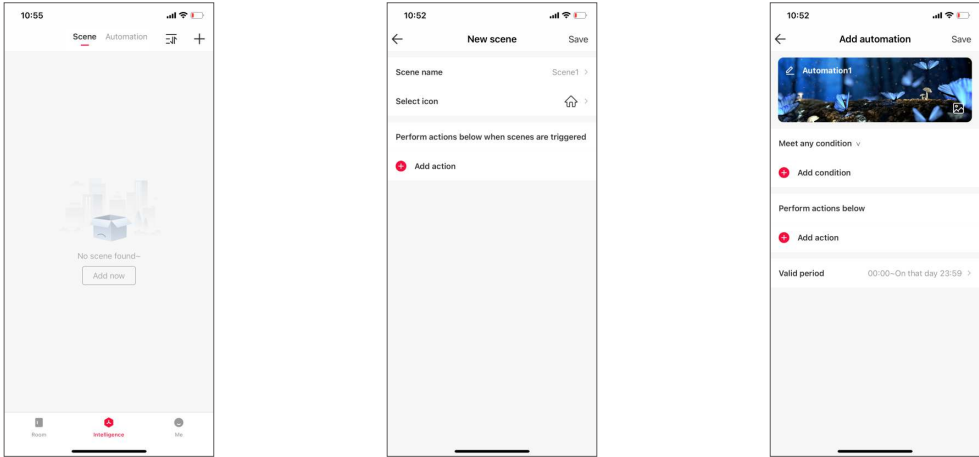 10:55
Scene Automation
No scene found~
Add now
Room Intelligence Me
10:52
New scene Save
Scene name Scene1 >
Select icon >
Perform actions below when scenes are triggered
Add action
10:52
Add automation Save
Automation1
Meet any condition
Add condition
Perform actions below
Add action
Valid period 00:00~On that day 23:59 >